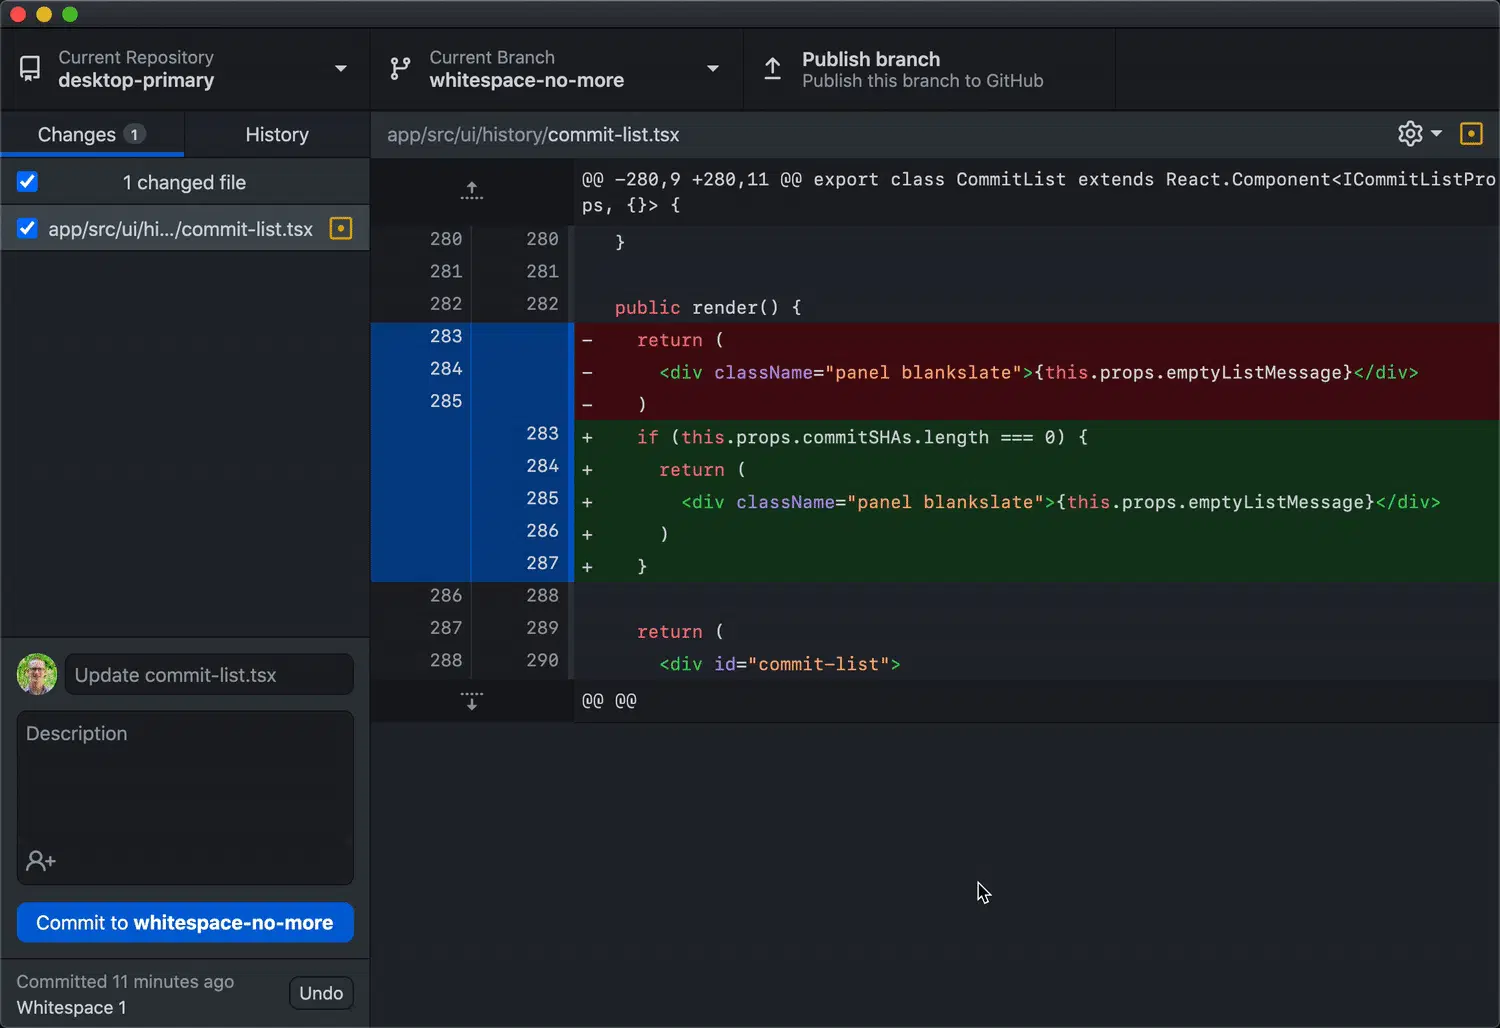 Current Repository
desktop-primary
Current Branch
whitespace-no-more
Publish branch
Publish this branch to GitHub
Changes 1
History
app/src/ui/history/commit-list.tsx
1 changed file
app/src/ui/hi.../commit-list.tsx
@@ -280,9 +280,11 @@ export class CommitList extends React.Component<ICommitListPro
ps, {}> {
280 280 }
281 281
282 282 public render() {
283 - return (
284 - <div className="panel blankslate">{this.props.emptyListMessage}</div>
285 - )
283 + if (this.props.commitSHAs.length === 0) {
284 + return (
285 + <div className="panel blankslate">{this.props.emptyListMessage}</div>
286 + )
287 + }
286 288
287 289 return (
288 290 <div id="commit-list">
@@ @@
Update commit-list.tsx
Description
Commit to whitespace-no-more
Committed 11 minutes ago
Whitespace 1
Undo